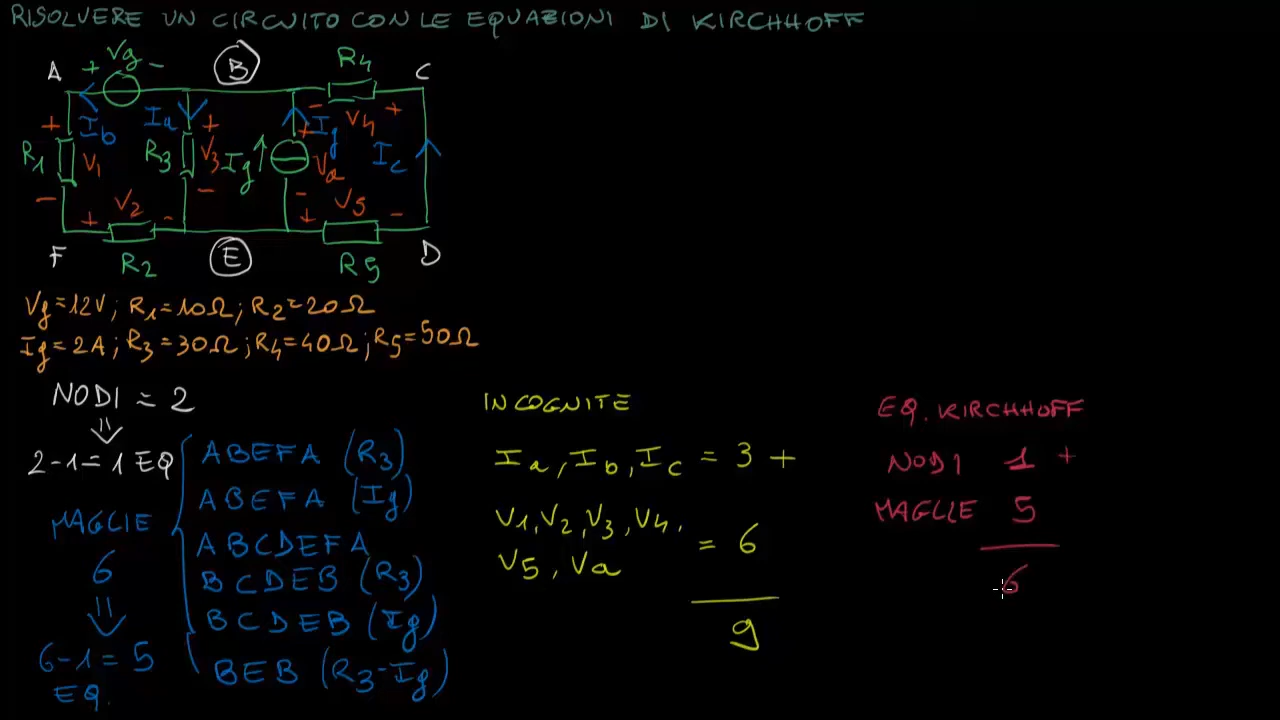 RISOLVERE UN CIRCUITO CON LE EQUAZIONI DI KIRCHHOFF
A + Vg - B R4 C
Ib Ia + Ig - V4 +
+ R1 V1 - R3 V3 - Ig + Va - Ic
+ V2 - + V5 -
F R2 E R5 D
Vg=12V; R1=10Ω; R2=20Ω
Ig=2A; R3=30Ω; R4=40Ω; R5=50Ω
NODI = 2
2-1=1 EQ
MAGLIE
6
6-1=5
EQ.
ABEFA (R3)
ABEFA (Ig)
ABCDEFA
BCDEB (R3)
BCDEB (Ig)
BEB (R3-Ig)
INCOGNITE
Ia, Ib, Ic = 3 +
V1, V2, V3, V4,
V5, Va = 6
9
EQ. KIRCHHOFF
NODI 1 +
MAGLIE 5
6